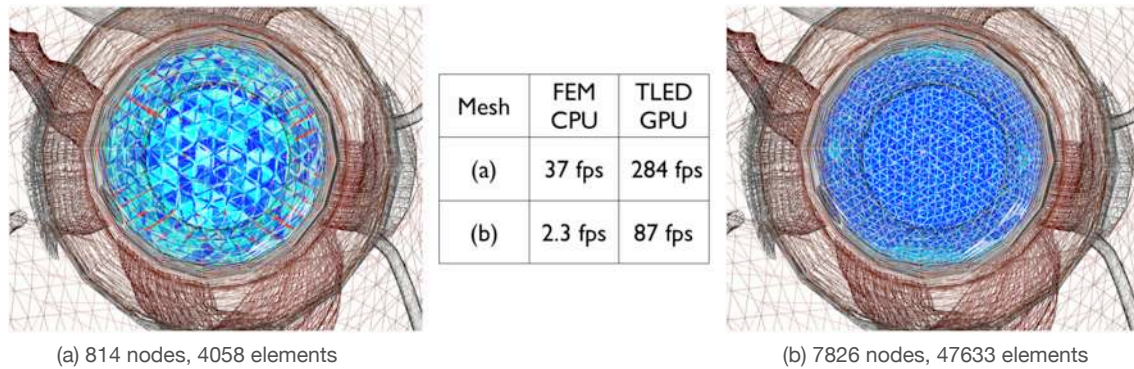 Mesh FEM CPU TLED GPU
(a) 37 fps 284 fps
(b) 2.3 fps 87 fps
(a) 814 nodes, 4058 elements
(b) 7826 nodes, 47633 elements